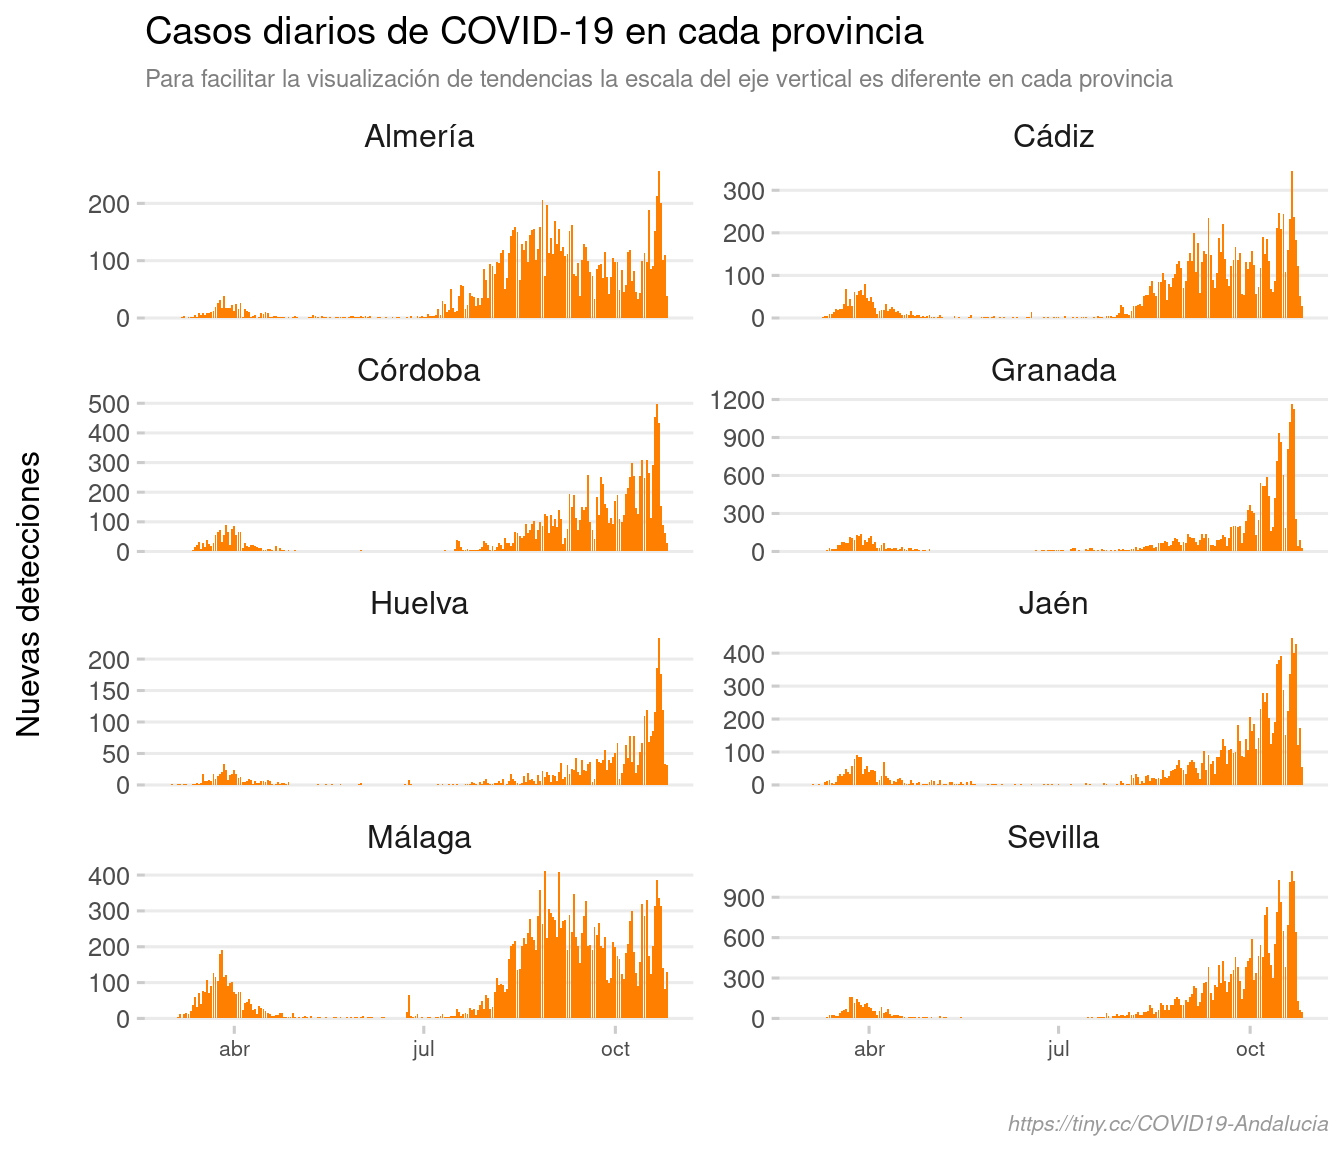 Casos diarios de COVID-19 en cada provincia
Para facilitar la visualización de tendencias la escala del eje vertical es diferente en cada provincia
Nuevas detecciones
Almería
200
100
0
Cádiz
300
200
100
0
Córdoba
500
400
300
200
100
0
Granada
1200
900
600
300
0
Huelva
200
150
100
50
0
Jaén
400
300
200
100
0
Málaga
400
300
200
100
0
abr jul oct
Sevilla
900
600
300
0
abr jul oct
https://tiny.cc/COVID19-Andalucia